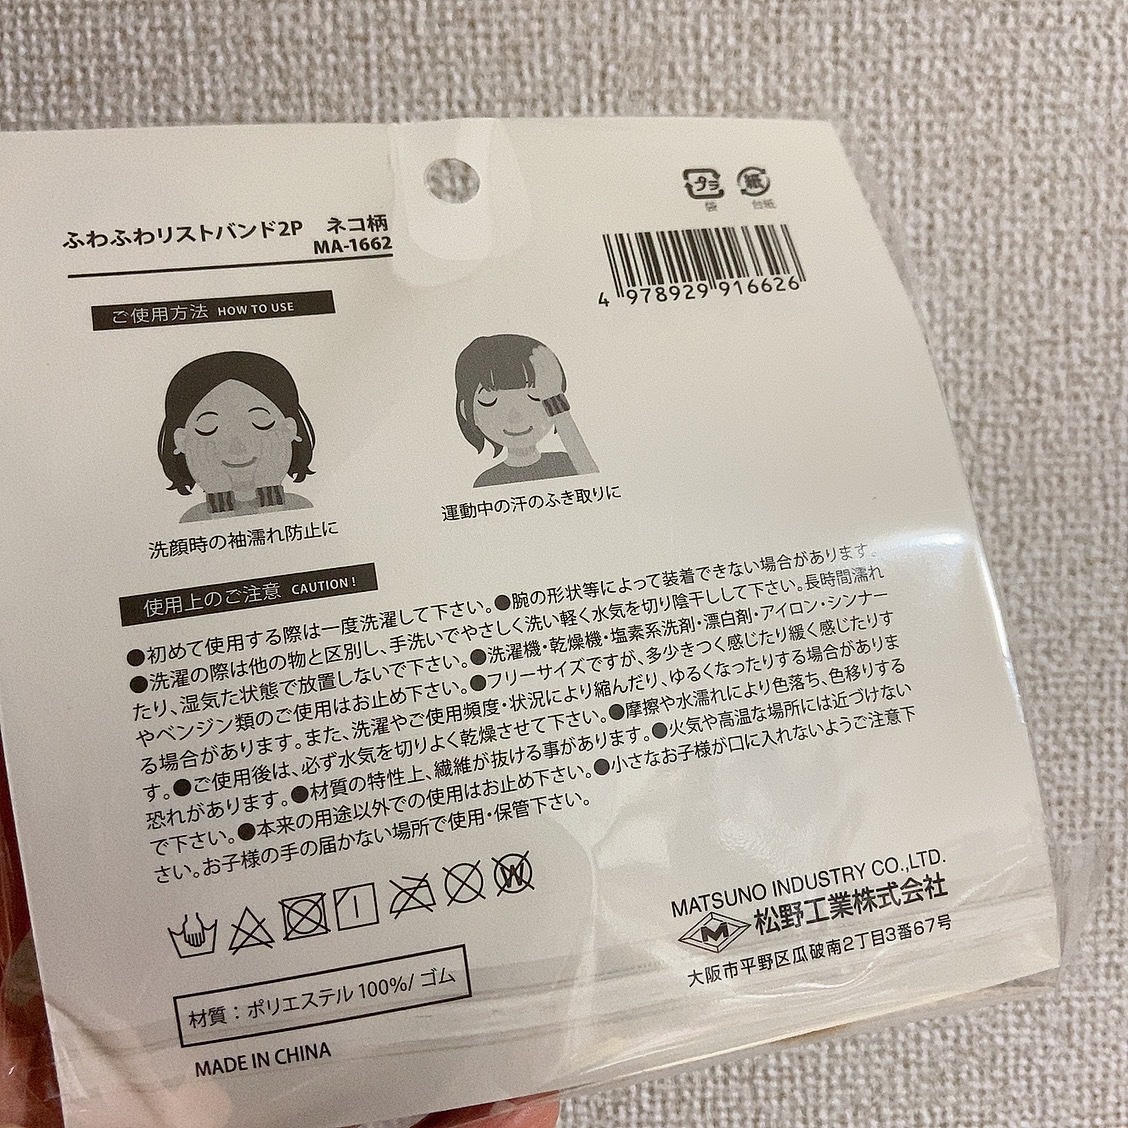 ふわふわリストバンド2P ネコ柄
MA-1662
プラ
袋
紙
台紙
4 978929 916626
ご使用方法 HOW TO USE
洗顔時の袖濡れ防止に
運動中の汗のふき取りに
使用上のご注意 CAUTION！
●初めて使用する際は一度洗濯して下さい。●腕の形状等によって装着できない場合があります。
●洗濯の際は他の物と区別し、手洗いでやさしく洗い軽く水気を切り陰干しして下さい。長時間濡れ
たり、湿気た状態で放置しないで下さい。●洗濯機・乾燥機・塩素系洗剤・漂白剤・アイロン・シンナー
やベンジン類のご使用はお止め下さい。●フリーサイズですが、多少きつく感じたり緩く感じたりす
る場合があります。また、洗濯やご使用頻度・状況により縮んだり、ゆるくなったりする場合がありま
す。●ご使用後は、必ず水気を切りよく乾燥させて下さい。●摩擦や水濡れにより色落ち、色移りする
恐れがあります。●材質の特性上、繊維が抜ける事があります。●火気や高温な場所には近づけない
で下さい。●本来の用途以外での使用はお止め下さい。●小さなお子様が口に入れないようご注意下
さい。お子様の手の届かない場所で使用・保管下さい。
W
材質：ポリエステル 100%/ ゴム
MADE IN CHINA
MATSUNO INDUSTRY CO.,LTD.
M 松野工業株式会社
大阪市平野区瓜破南2丁目3番67号